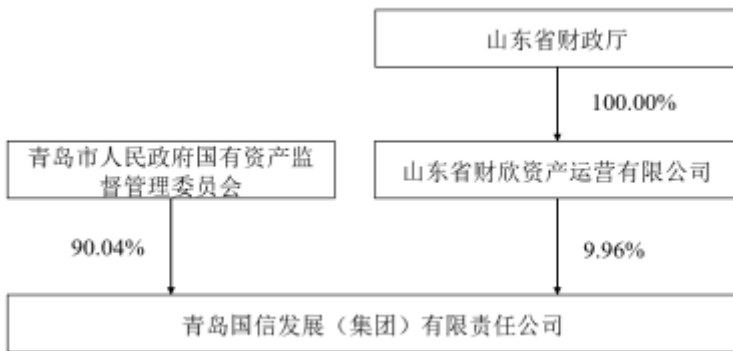 山东省财政厅
100.00%
青岛市人民政府国有资产监
督管理委员会
山东省财欣资产运营有限公司
90.04%
9.96%
青岛国信发展（集团）有限责任公司